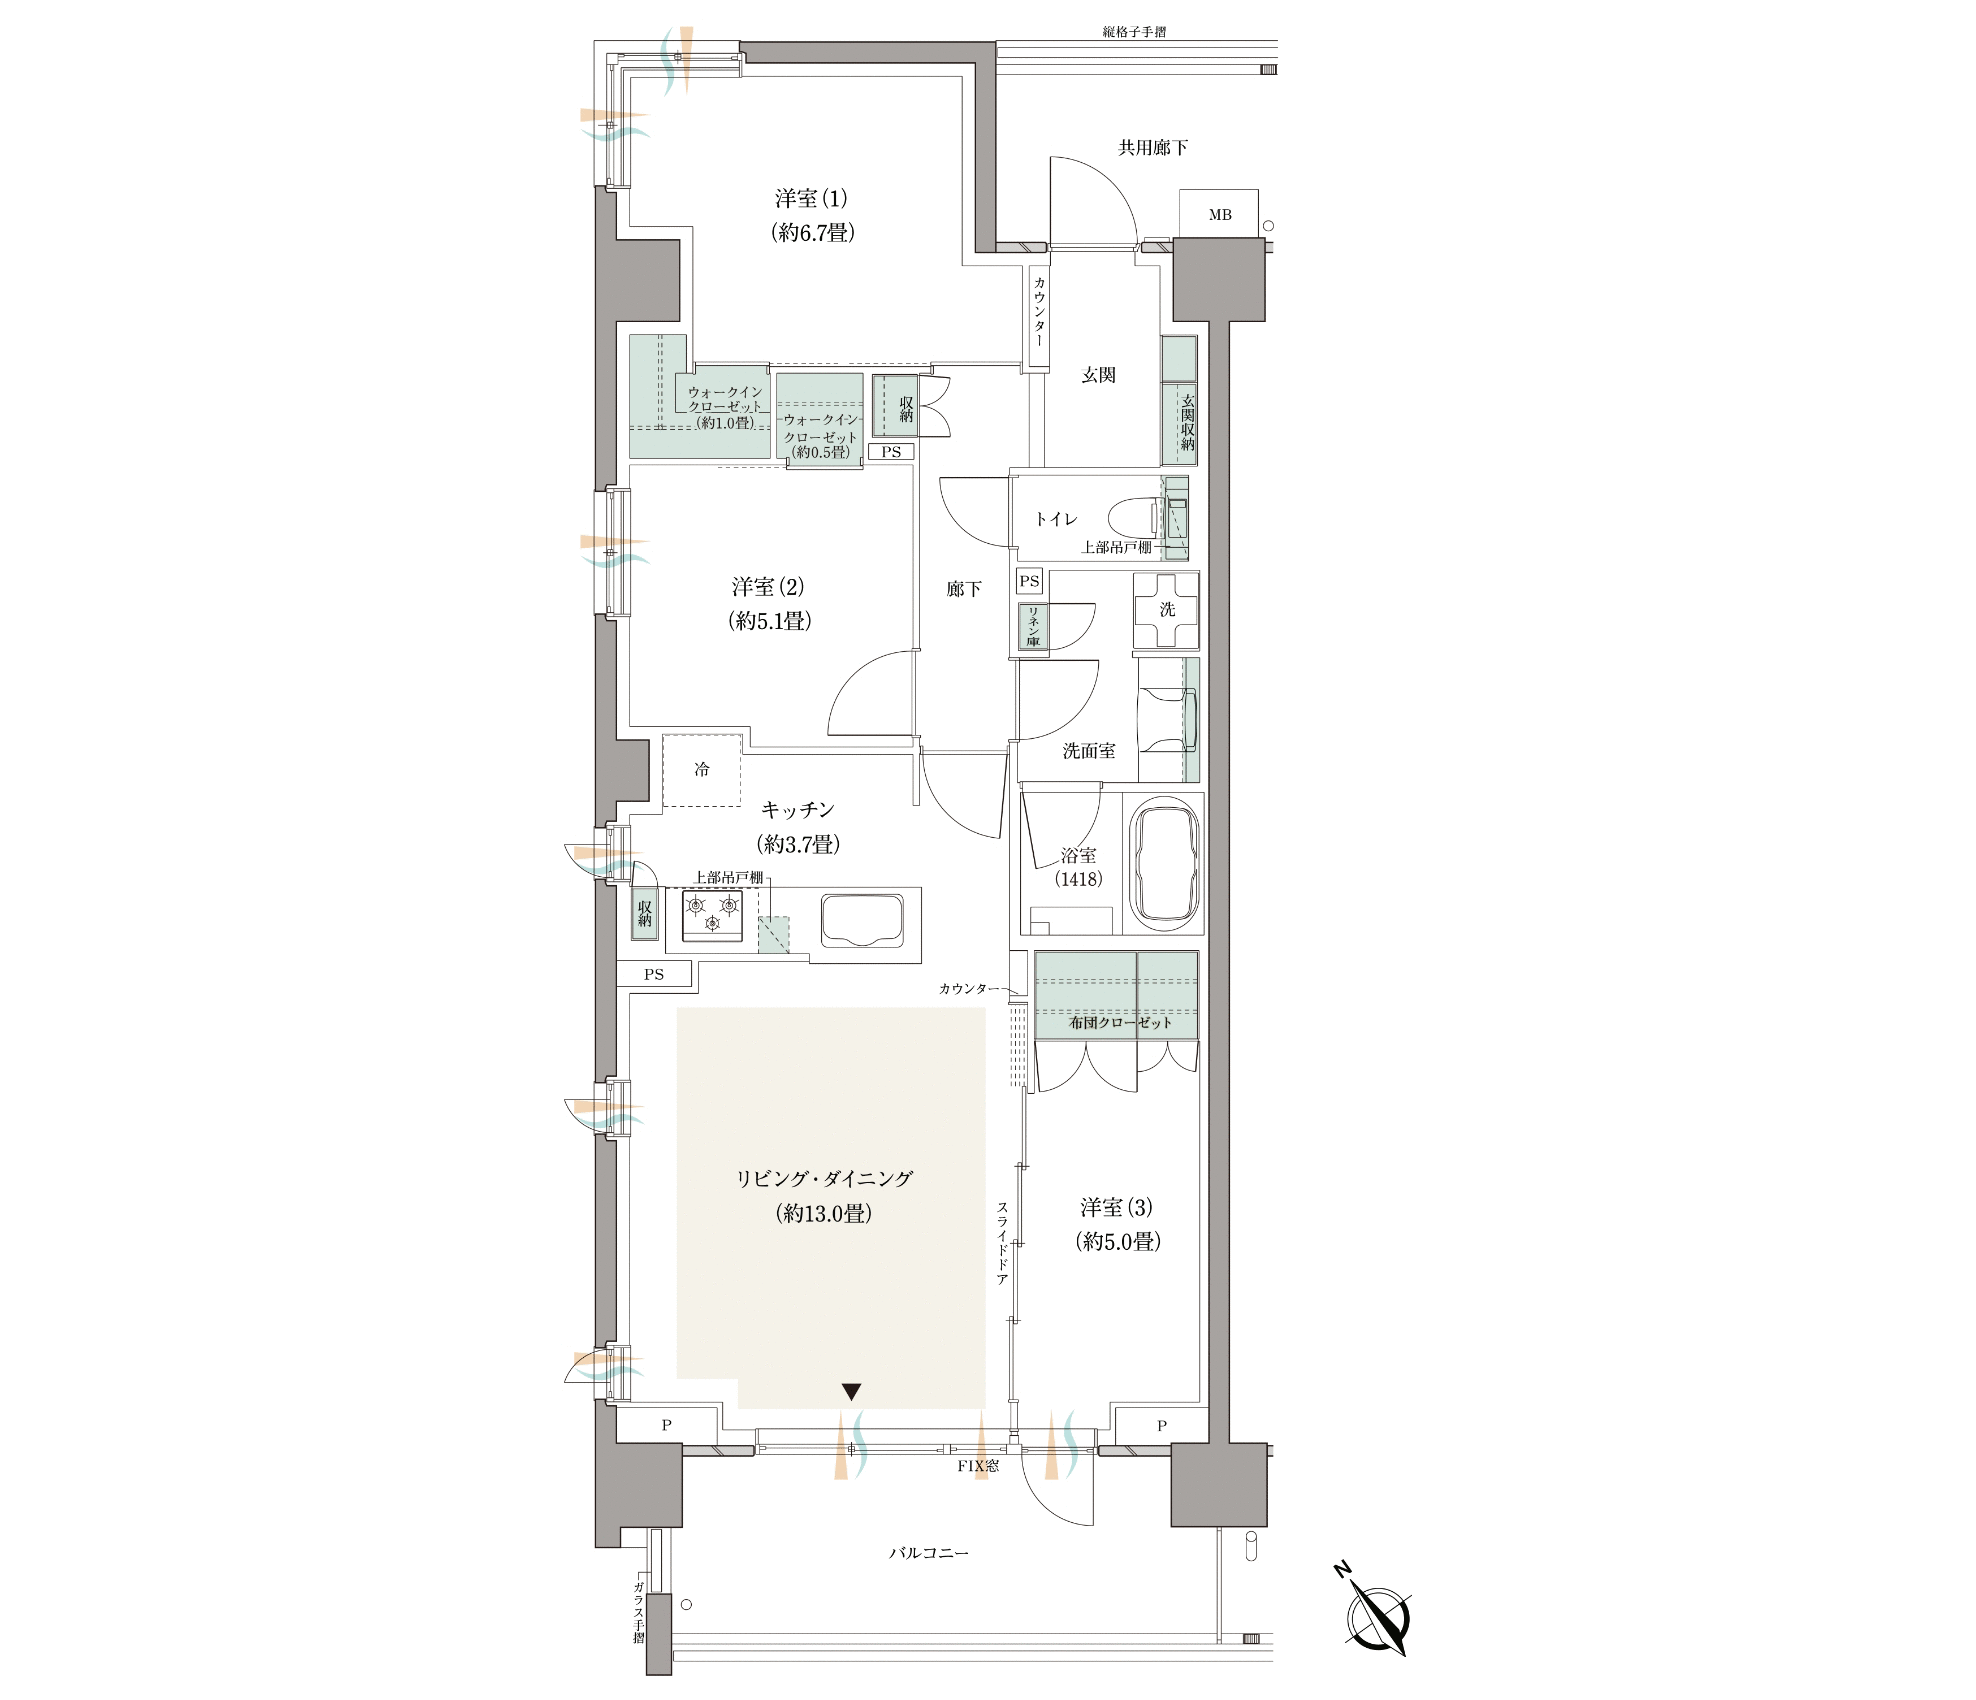 縦格子手摺
共用廊下
MB
洋室(1)
(約6.7畳)
カウンター
玄関
玄関収納
ウォークイン
クローゼット
(約1.0畳)
ウォークイン
クローゼット
(約0.5畳)
収納
PS
トイレ
上部吊戸棚
PS
リネン庫
洗
洋室(2)
(約5.1畳)
廊下
洗面室
冷
キッチン
(約3.7畳)
浴室
(1418)
上部吊戸棚
収納
PS
カウンター
布団クローゼット
リビング・ダイニング
(約13.0畳)
スライドドア
洋室(3)
(約5.0畳)
P
P
FIX窓
バルコニー
ガラス手摺
N